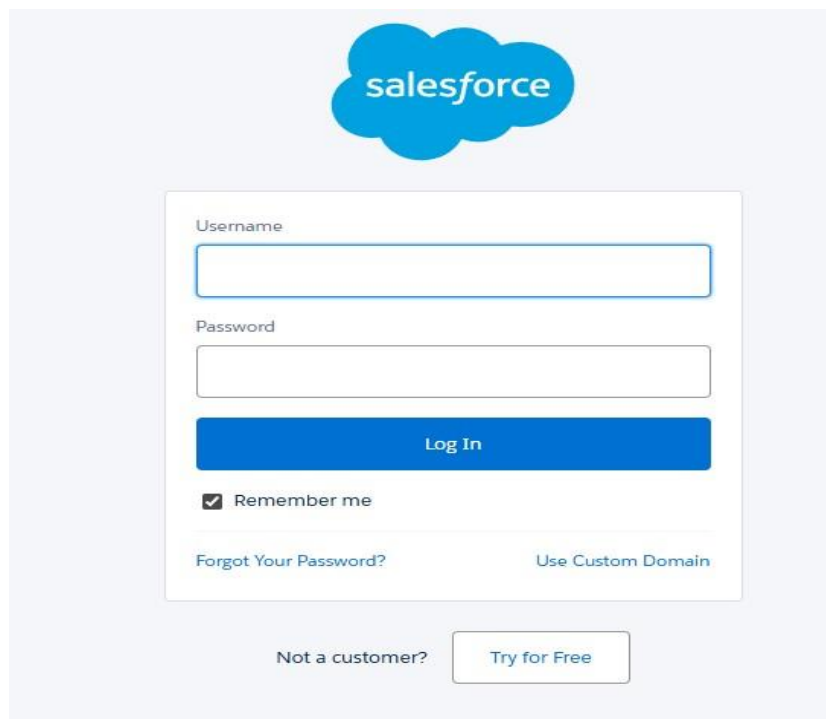 salesforce
Username
Password
Log In
Remember me
Forgot Your Password? Use Custom Domain
Not a customer? Try for Free